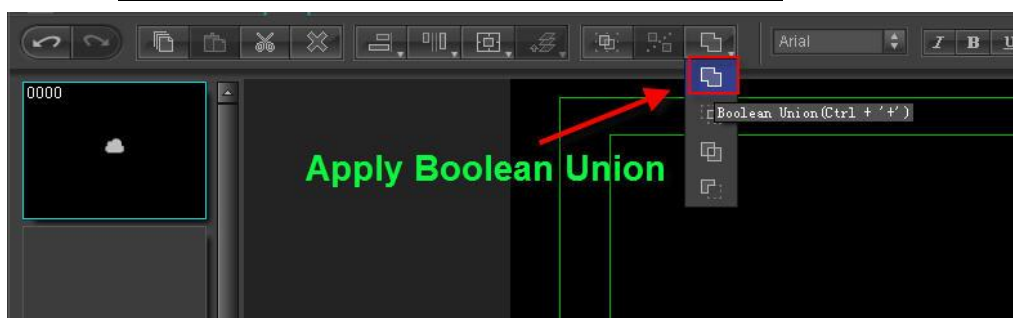 Arial
I B U
0000
Boolean Union(Ctrl + '+')
Apply Boolean Union